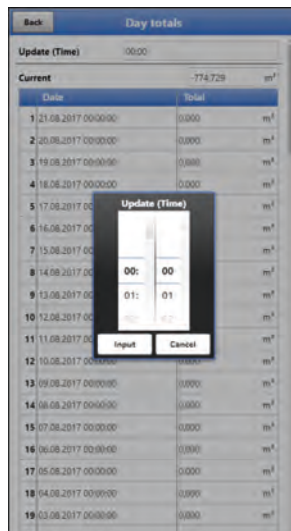 Back Day totals
Update (Time) 00:00
Current -774.729 m³
Date Total
1 21.08.2017 00:00:00 0,000 m³
2 20.08.2017 00:00:00 0,000 m³
3 19.08.2017 00:00:00 0,000 m³
4 18.08.2017 00:00:00 0,000 m³
5 17.08.2017 00 m³
Update (Time)
6 16.08.2017 00 m³
7 15.08.2017 00 m³
8 14.08.2017 00 00: 00 m³
9 13.08.2017 00 01: 01 m³
10 12.08.2017 00 02: 02 m³
11 11.08.2017 00 Input Cancel m³
12 10.08.2017 00:00:00 0,000 m³
13 09.08.2017 00:00:00 0,000 m³
14 08.08.2017 00:00:00 0,000 m³
15 07.08.2017 00:00:00 0,000 m³
16 06.08.2017 00:00:00 0,000 m³
17 05.08.2017 00:00:00 0,000 m³
18 04.08.2017 00:00:00 0,000 m³
19 03.08.2017 00:00:00 0,000 m³